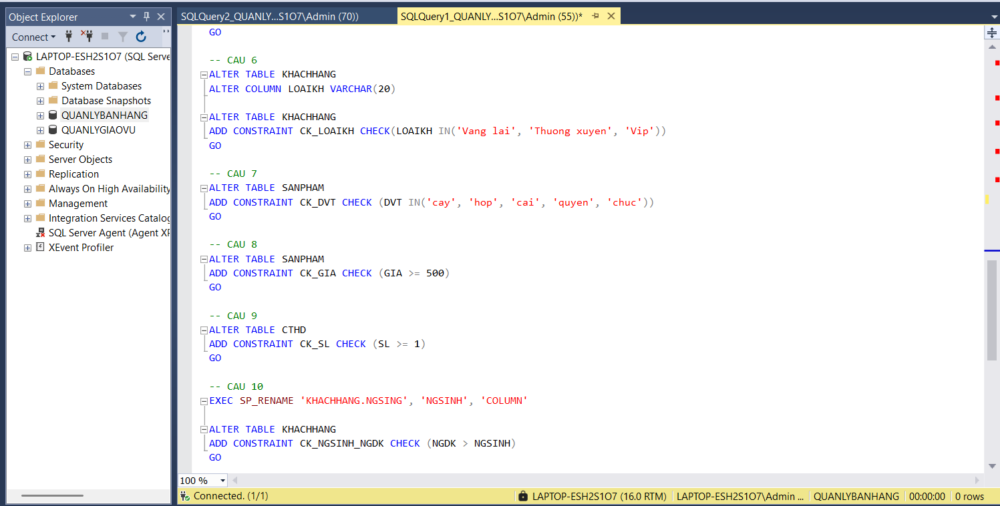 Object Explorer
Connect
LAPTOP-ESH2S1O7 (SQL Serve
Databases
System Databases
Database Snapshots
QUANLYBANHANG
QUANLYGIAOVU
Security
Server Objects
Replication
Always On High Availability
Management
Integration Services Catalog
SQL Server Agent (Agent XP
XEvent Profiler
SQLQuery2_QUANLY...S1O7\Admin (70))
SQLQuery1_QUANLY...S1O7\Admin (55))*
GO
-- CAU 6
ALTER TABLE KHACHHANG
ALTER COLUMN LOAIKH VARCHAR(20)
ALTER TABLE KHACHHANG
ADD CONSTRAINT CK_LOAIKH CHECK(LOAIKH IN('Vang lai', 'Thuong xuyen', 'Vip'))
GO
-- CAU 7
ALTER TABLE SANPHAM
ADD CONSTRAINT CK_DVT CHECK (DVT IN('cay', 'hop', 'cai', 'quyen', 'chuc'))
GO
-- CAU 8
ALTER TABLE SANPHAM
ADD CONSTRAINT CK_GIA CHECK (GIA >= 500)
GO
-- CAU 9
ALTER TABLE CTHD
ADD CONSTRAINT CK_SL CHECK (SL >= 1)
GO
-- CAU 10
EXEC SP_RENAME 'KHACHHANG.NGSING', 'NGSINH', 'COLUMN'
ALTER TABLE KHACHHANG
ADD CONSTRAINT CK_NGSINH_NGDK CHECK (NGDK > NGSINH)
GO
100 %
Connected. (1/1)
LAPTOP-ESH2S1O7 (16.0 RTM)
LAPTOP-ESH2S1O7\Admin ...
QUANLYBANHANG
00:00:00
0 rows